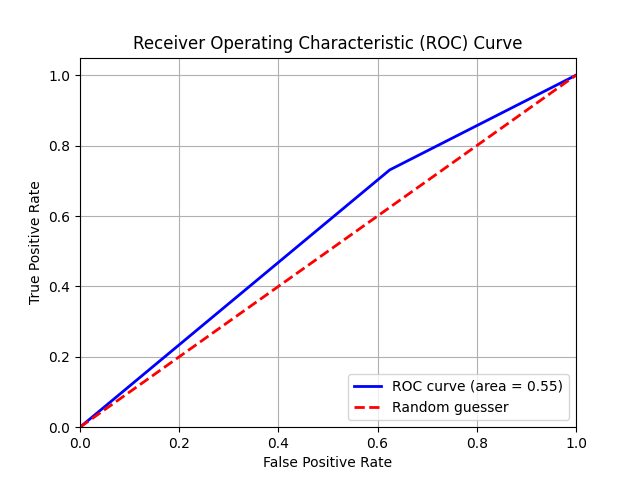 Receiver Operating Characteristic (ROC) Curve
True Positive Rate
1.0
0.8
0.6
0.4
0.2
0.0
0.0 0.2 0.4 0.6 0.8 1.0
False Positive Rate
ROC curve (area = 0.55)
Random guesser